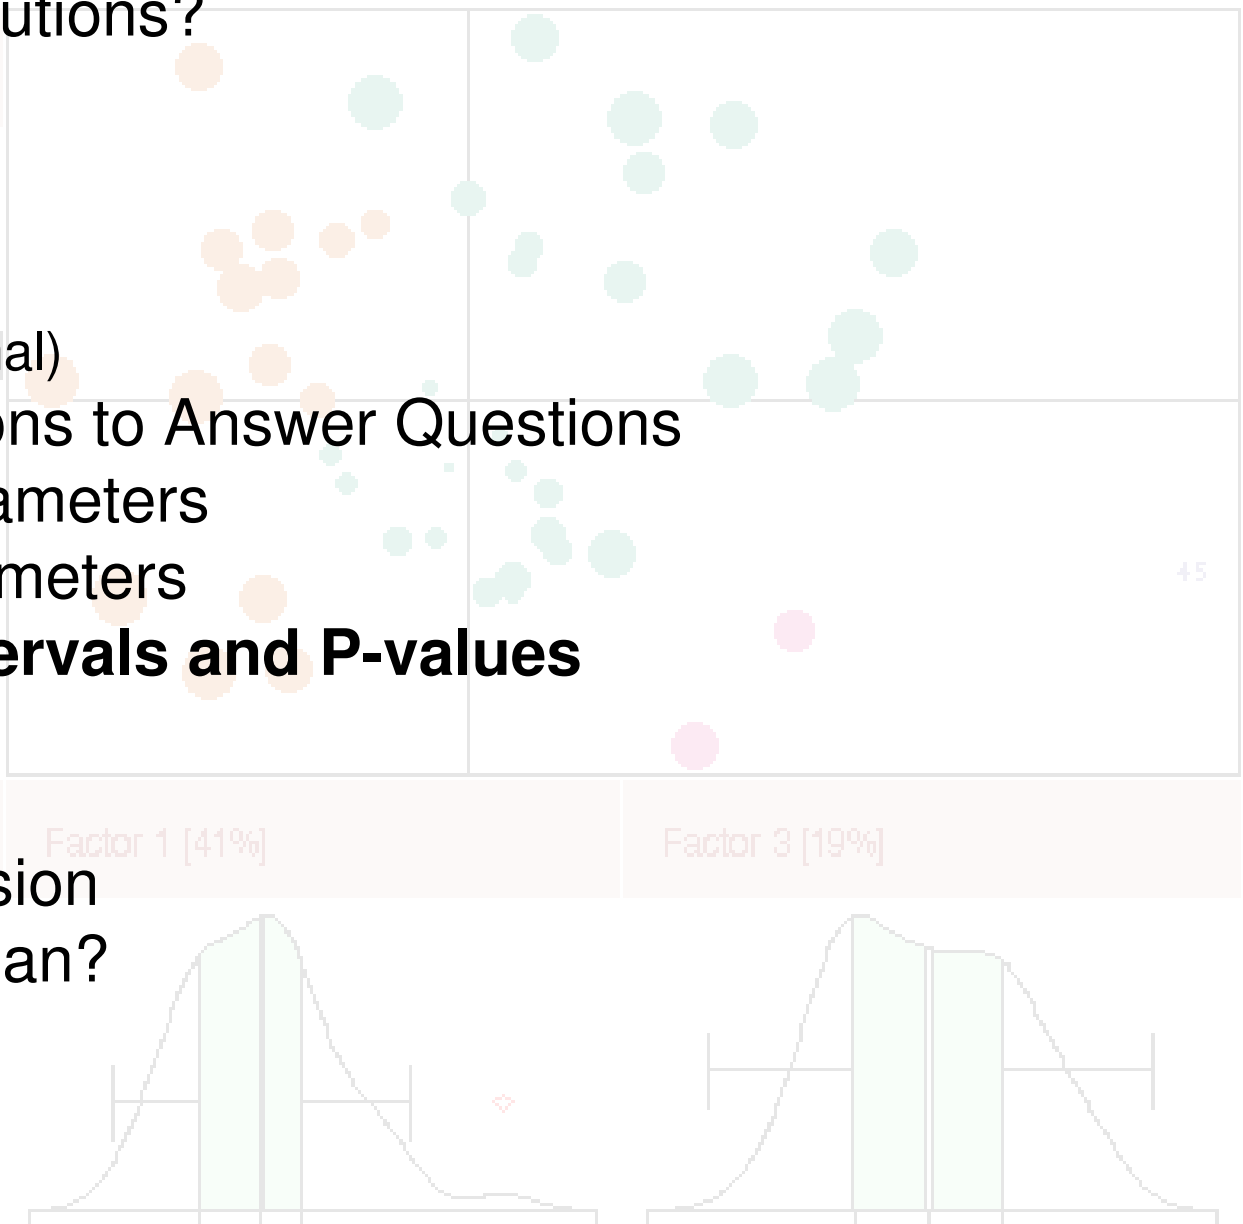 utions?
al)
ons to Answer Questions
ameters
meters
45
ervals and P-values
Factor 1 [41%]
Factor 3 [19%]
sion
an?